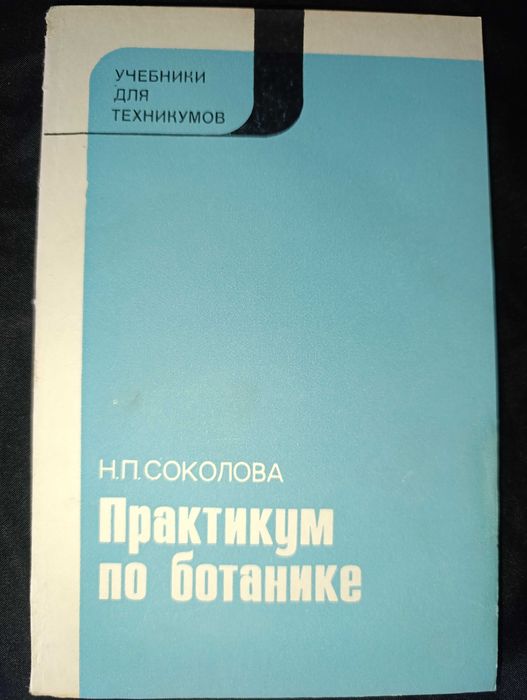 УЧЕБНИКИ
ДЛЯ
ТЕХНИКУМОВ
Н.П.СОКОЛОВА
Практикум
по ботанике